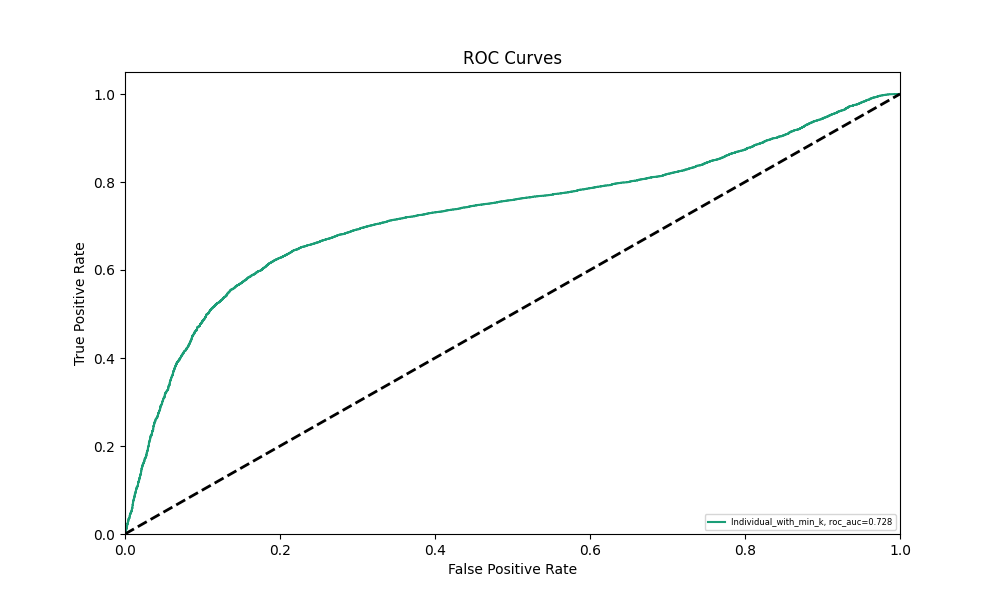 ROC Curves
True Positive Rate
1.0
0.8
0.6
0.4
0.2
0.0
Individual_with_min_k, roc_auc=0.728
0.0 0.2 0.4 0.6 0.8 1.0
False Positive Rate